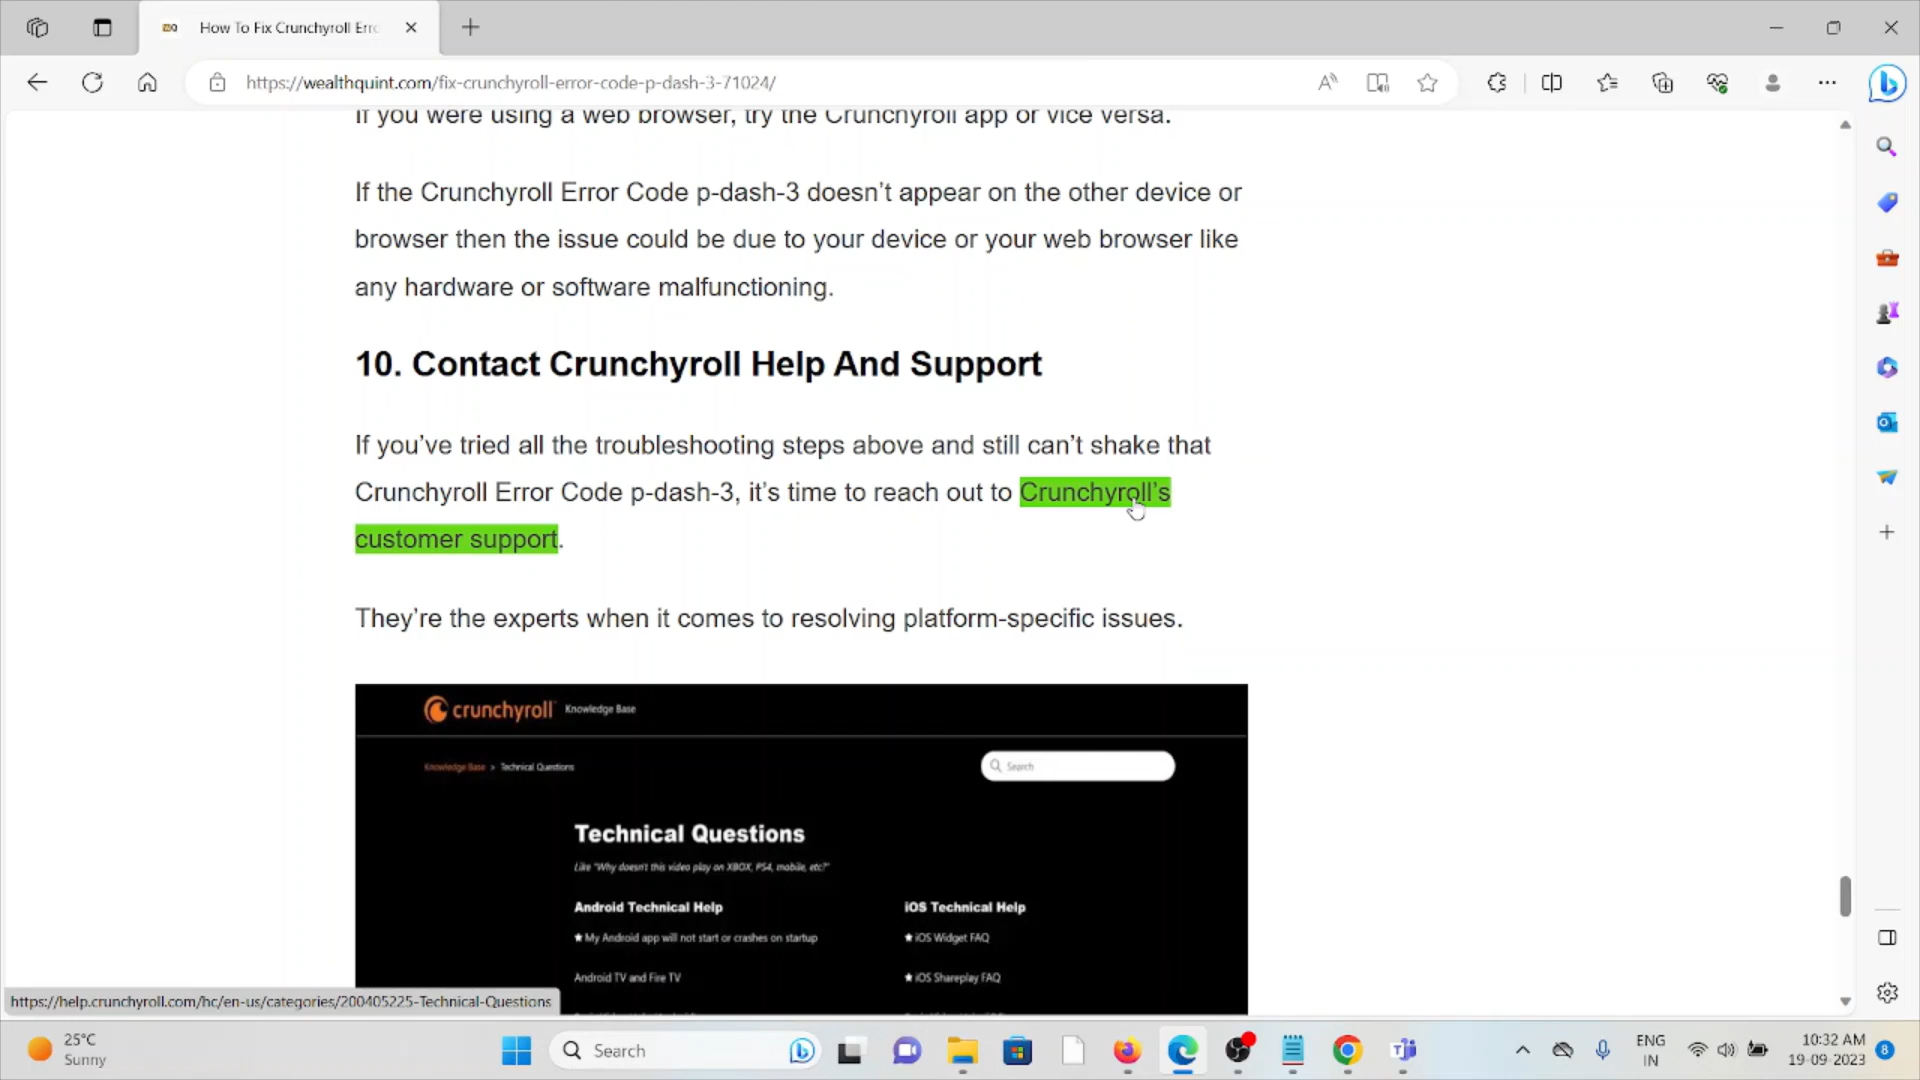 How To Fix Crunchyroll Erro
https://wealthquint.com/fix-crunchyroll-error-code-p-dash-3-71024/
If you were using a web browser, try the Crunchyroll app or vice versa.
If the Crunchyroll Error Code p-dash-3 doesn’t appear on the other device or
browser then the issue could be due to your device or your web browser like
any hardware or software malfunctioning.
10. Contact Crunchyroll Help And Support
If you’ve tried all the troubleshooting steps above and still can’t shake that
Crunchyroll Error Code p-dash-3, it’s time to reach out to Crunchyroll’s
customer support.
They’re the experts when it comes to resolving platform-specific issues.
crunchyroll Knowledge Base
Knowledge Base > Technical Questions
Search
Technical Questions
Like "Why doesn't this video play on XBOX, PS4, mobile, etc?"
Android Technical Help
iOS Technical Help
★ My Android app will not start or crashes on startup
★ iOS Widget FAQ
Android TV and Fire TV
★ iOS Shareplay FAQ
https://help.crunchyroll.com/hc/en-us/categories/200405225-Technical-Questions
25°C
Sunny
Search
ENG
IN
10:32 AM
19-09-2023
8